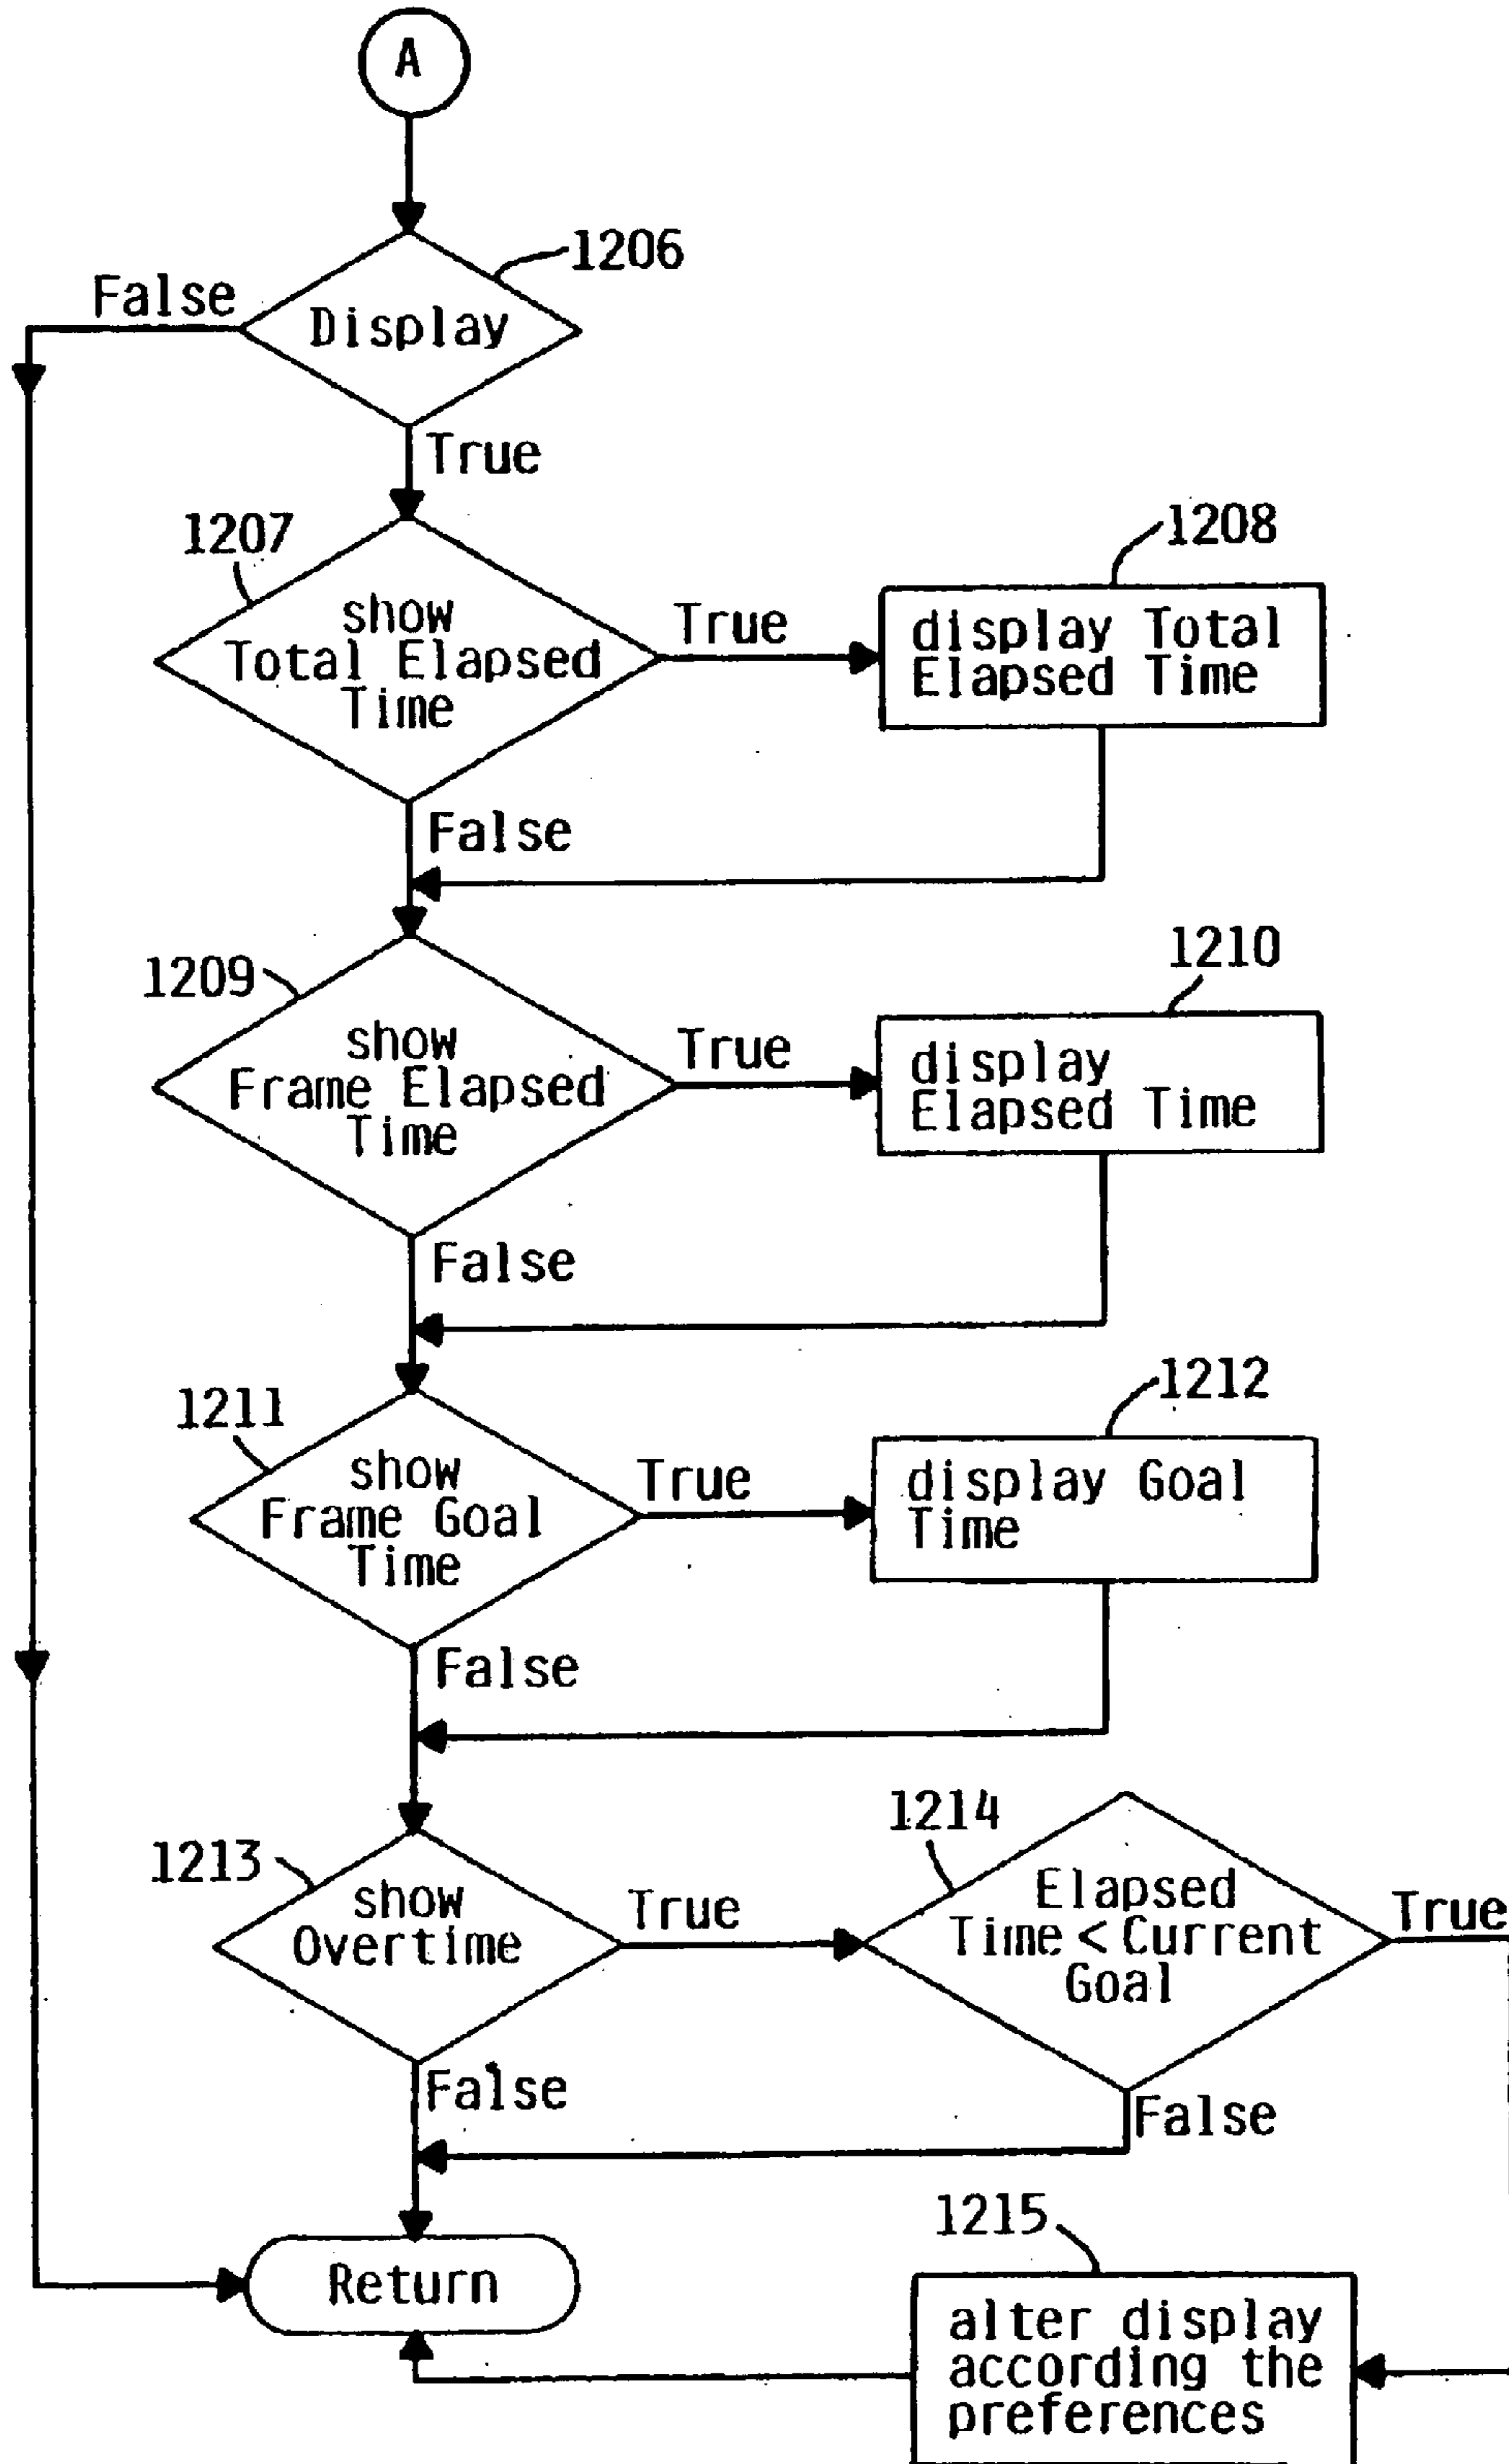 A
1206
False
Display
True
1207
1208
show
Total Elapsed
Time
True
display Total
Elapsed Time
False
1209
1210
show
Frame Elapsed
Time
True
display
Elapsed Time
False
1211
1212
show
Frame Goal
Time
True
display Goal
Time
False
1213
1214
show
Overtime
True
Elapsed
Time < Current
Goal
True
False
False
1215
Return
alter display
according the
preferences